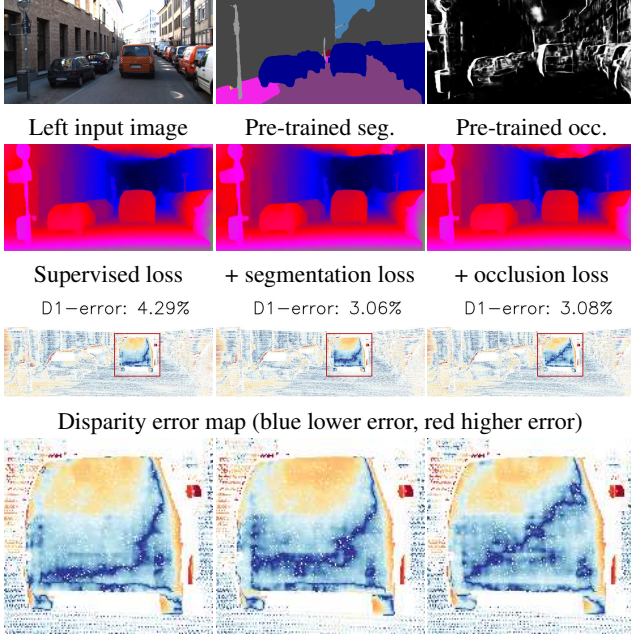 Left input image
Pre-trained seg.
Pre-trained occ.
Supervised loss
+ segmentation loss
+ occlusion loss
D1-error: 4.29%
D1-error: 3.06%
D1-error: 3.08%
Disparity error map (blue lower error, red higher error)